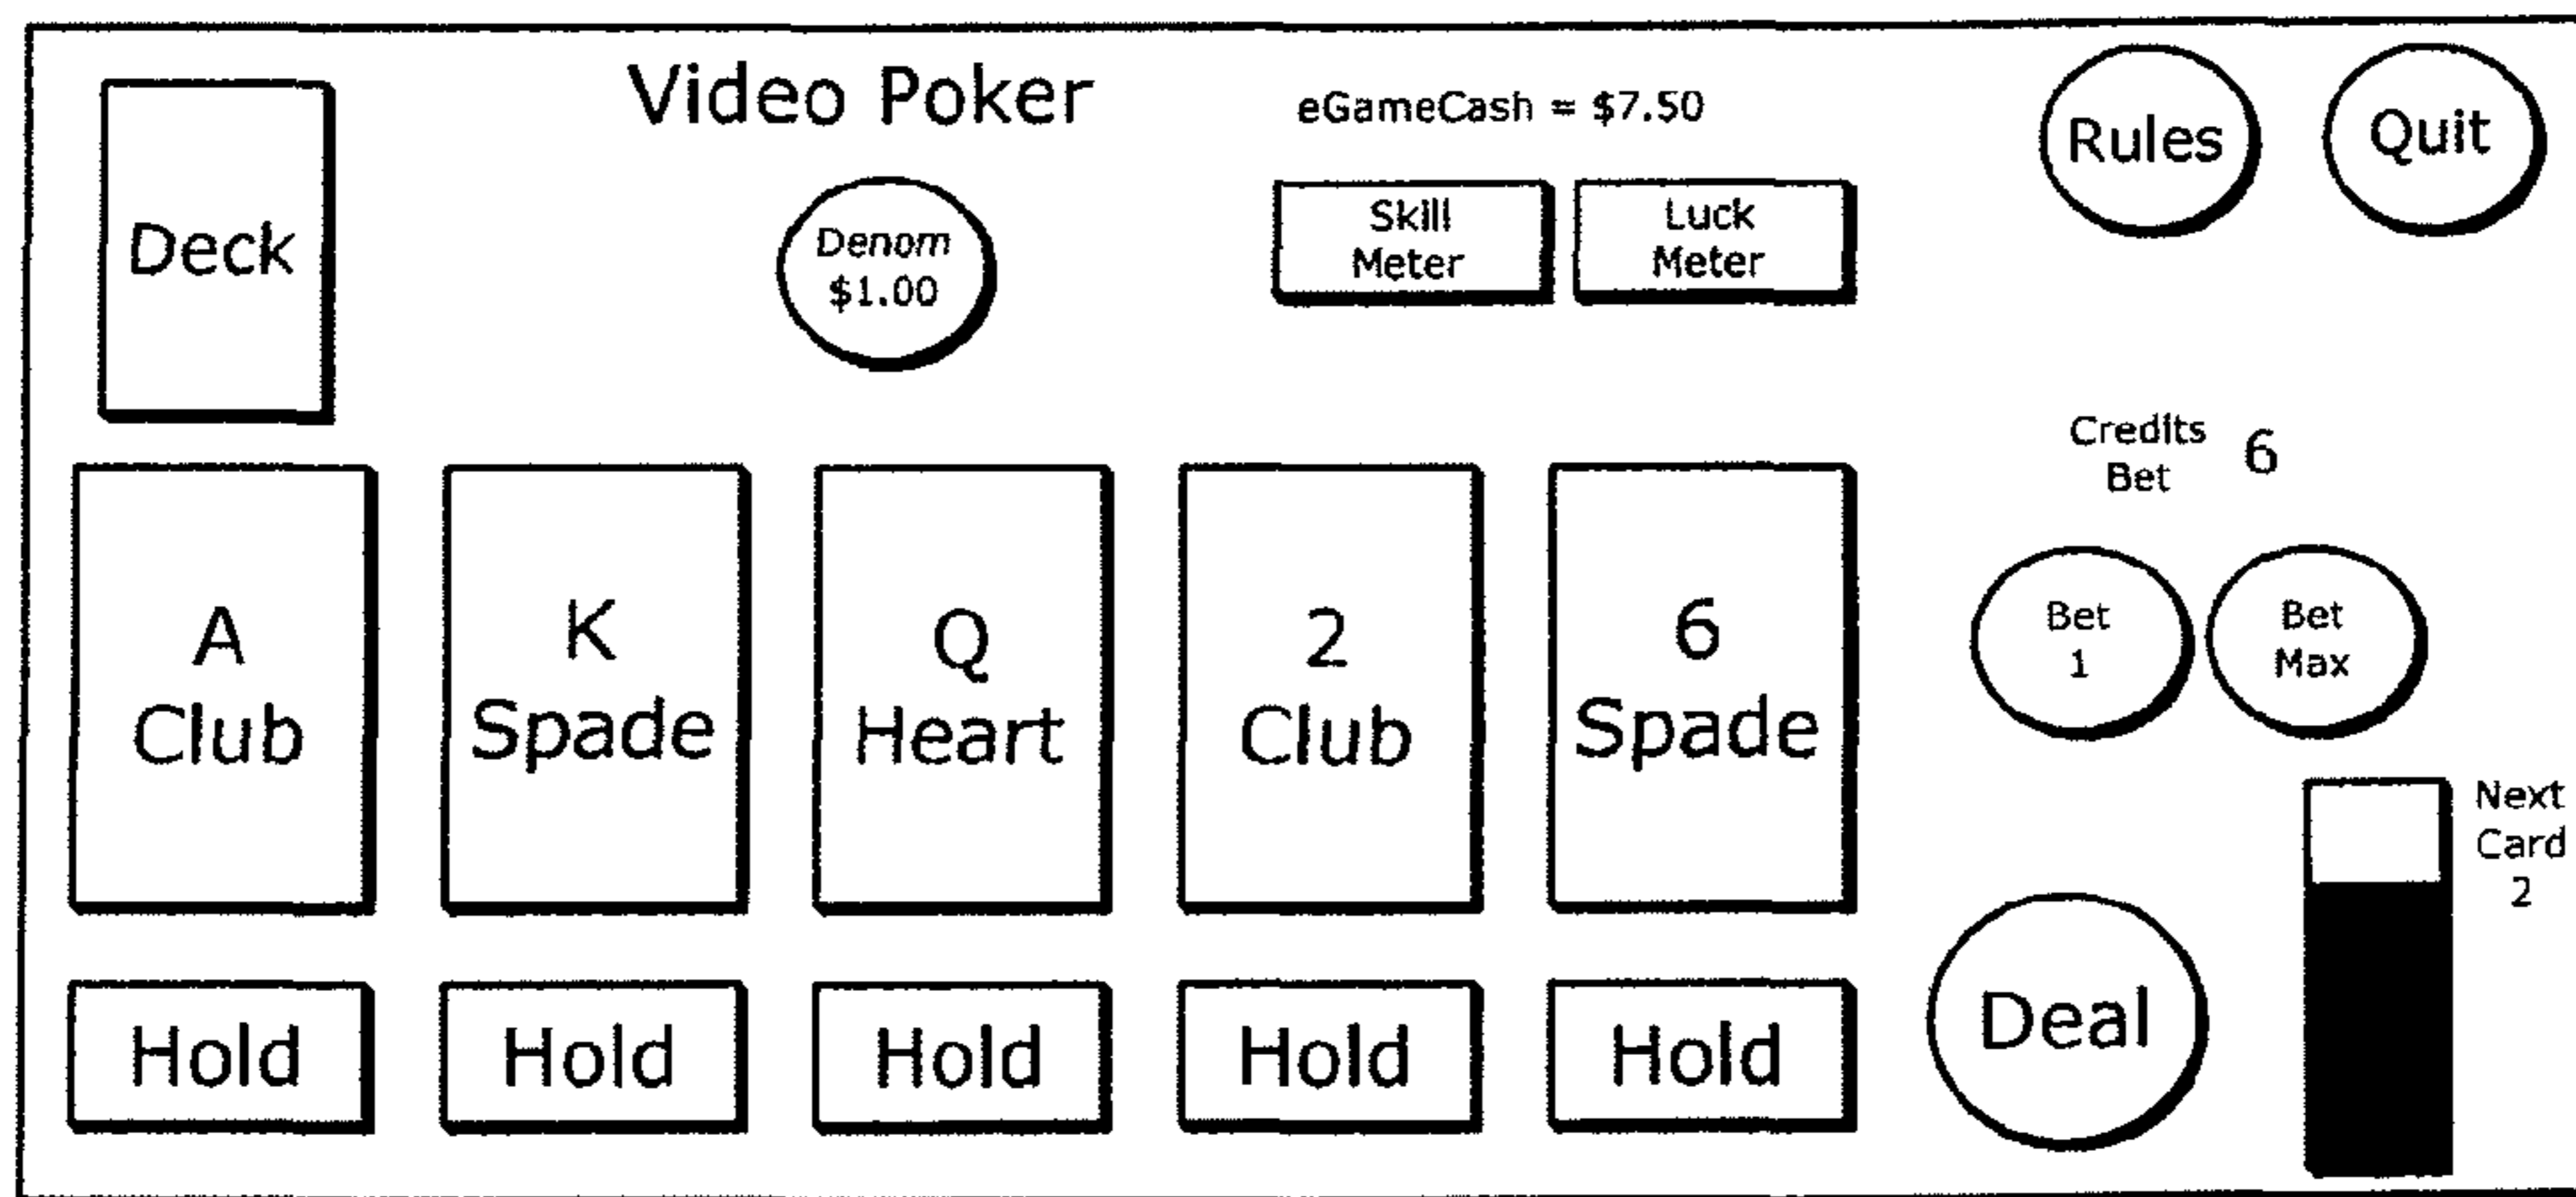 Video Poker
eGameCash = $7.50
Rules
Quit
Deck
Denom
$1.00
Skill
Meter
Luck
Meter
Credits
Bet
6
A
Club
K
Spade
Q
Heart
2
Club
6
Spade
Bet
1
Bet
Max
Next
Card
2
Deal
Hold
Hold
Hold
Hold
Hold